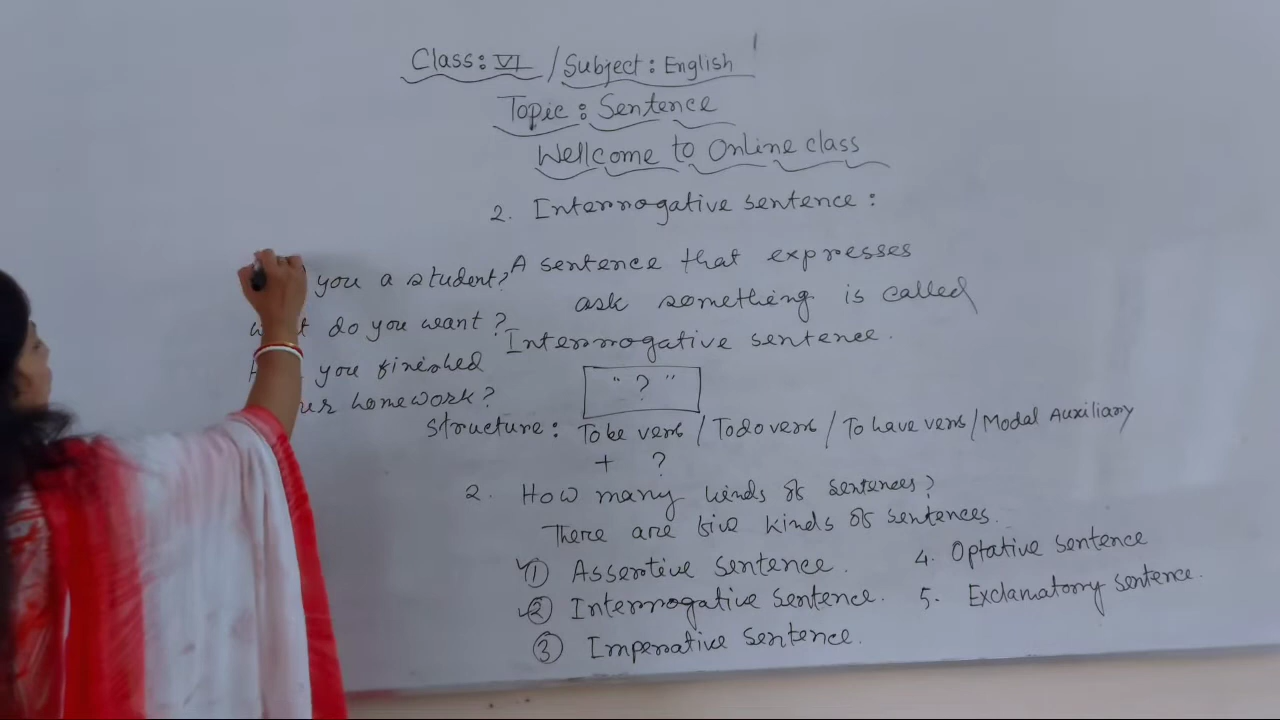 Class: VI / Subject: English
Topic: Sentence
Wellcome to Online class
2. Interrogative sentence:
A sentence that expresses
ask something is called
Interrogative sentence.
" ? "
you a student?
do you want?
you finished
homework?
Structure: To be verb / To do verb / To have verb / Modal Auxiliary
+ ?
2. How many kinds of sentences?
There are five kinds of sentences.
1 Assertive sentence.
2 Interrogative sentence.
3 Imperative sentence.
4. Optative sentence
5. Exclamatory sentence.